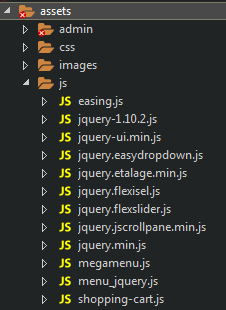 assets
admin
css
images
js
JS easing.js
JS jquery-1.10.2.js
JS jquery-ui.min.js
JS jquery.easydropdown.js
JS jquery.etalage.min.js
JS jquery.flexisel.js
JS jquery.flexslider.js
JS jquery.jscrollpane.min.js
JS jquery.min.js
JS megamenu.js
JS menu_jquery.js
JS shopping-cart.js